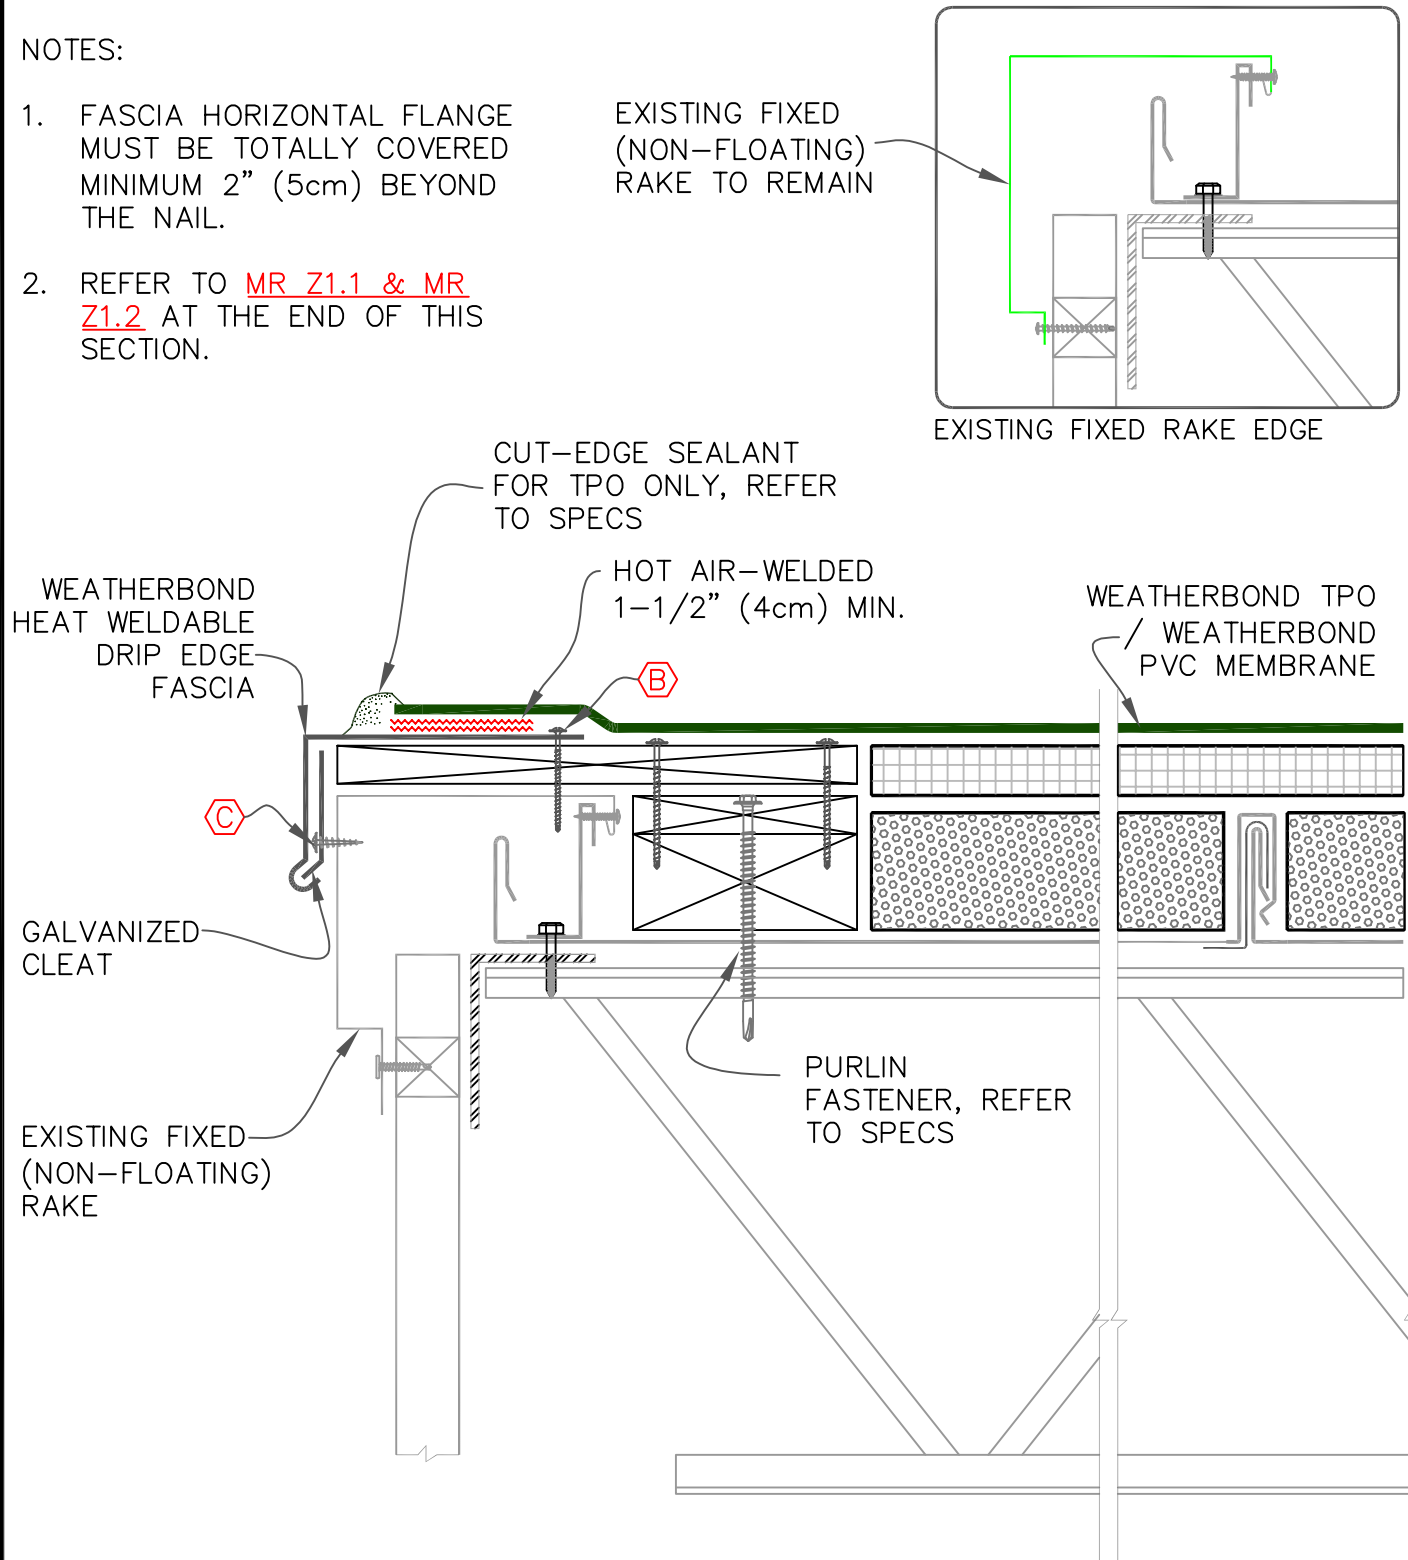 NOTES:
1. FASCIA HORIZONTAL FLANGE
MUST BE TOTALLY COVERED
MINIMUM 2” (5cm) BEYOND
THE NAIL.
2. REFER TO MR Z1.1 & MR
Z1.2 AT THE END OF THIS
SECTION.
EXISTING FIXED
(NON-FLOATING)
RAKE TO REMAIN
EXISTING FIXED RAKE EDGE
CUT-EDGE SEALANT
FOR TPO ONLY, REFER
TO SPECS
HOT AIR-WELDED
1-1/2” (4cm) MIN.
WEATHERBOND
HEAT WELDABLE
DRIP EDGE
FASCIA
WEATHERBOND TPO
/ WEATHERBOND
PVC MEMBRANE
B
C
GALVANIZED
CLEAT
PURLIN
FASTENER, REFER
TO SPECS
EXISTING FIXED
(NON-FLOATING)
RAKE